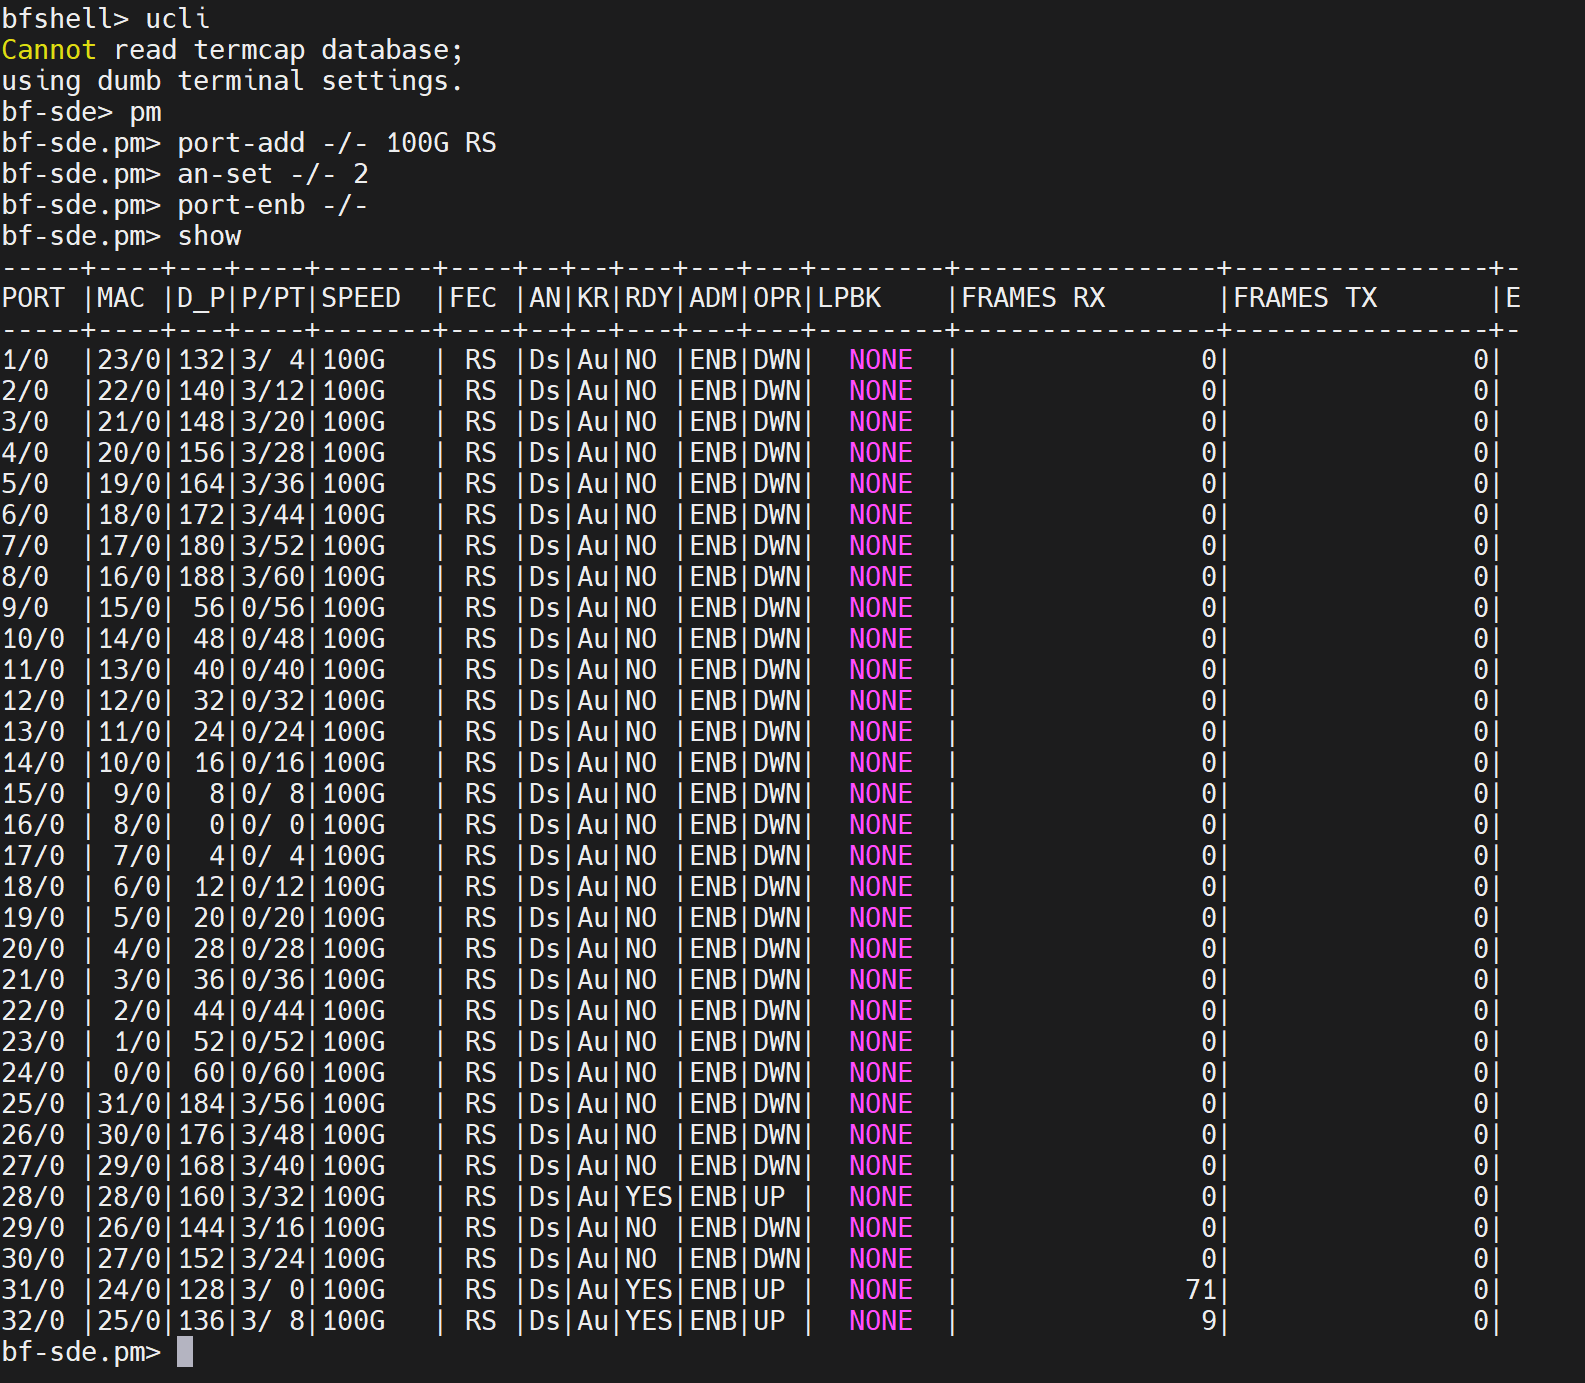 bfshell> ucli
Cannot read termcap database;
using dumb terminal settings.
bf-sde> pm
bf-sde.pm> port-add -/- 100G RS
bf-sde.pm> an-set -/- 2
bf-sde.pm> port-enb -/-
bf-sde.pm> show
-----+----+---+----+-------+----+--+--+---+---+---+--------+----------------+----------------+-
PORT |MAC |D_P|P/PT|SPEED  |FEC |AN|KR|RDY|ADM|OPR|LPBK    |FRAMES RX       |FRAMES TX       |E
-----+----+---+----+-------+----+--+--+---+---+---+--------+----------------+----------------+-
1/0  |23/0|132|3/ 4|100G   | RS |Ds|Au|NO |ENB|DWN|  NONE  |               0|               0|
2/0  |22/0|140|3/12|100G   | RS |Ds|Au|NO |ENB|DWN|  NONE  |               0|               0|
3/0  |21/0|148|3/20|100G   | RS |Ds|Au|NO |ENB|DWN|  NONE  |               0|               0|
4/0  |20/0|156|3/28|100G   | RS |Ds|Au|NO |ENB|DWN|  NONE  |               0|               0|
5/0  |19/0|164|3/36|100G   | RS |Ds|Au|NO |ENB|DWN|  NONE  |               0|               0|
6/0  |18/0|172|3/44|100G   | RS |Ds|Au|NO |ENB|DWN|  NONE  |               0|               0|
7/0  |17/0|180|3/52|100G   | RS |Ds|Au|NO |ENB|DWN|  NONE  |               0|               0|
8/0  |16/0|188|3/60|100G   | RS |Ds|Au|NO |ENB|DWN|  NONE  |               0|               0|
9/0  |15/0| 56|0/56|100G   | RS |Ds|Au|NO |ENB|DWN|  NONE  |               0|               0|
10/0 |14/0| 48|0/48|100G   | RS |Ds|Au|NO |ENB|DWN|  NONE  |               0|               0|
11/0 |13/0| 40|0/40|100G   | RS |Ds|Au|NO |ENB|DWN|  NONE  |               0|               0|
12/0 |12/0| 32|0/32|100G   | RS |Ds|Au|NO |ENB|DWN|  NONE  |               0|               0|
13/0 |11/0| 24|0/24|100G   | RS |Ds|Au|NO |ENB|DWN|  NONE  |               0|               0|
14/0 |10/0| 16|0/16|100G   | RS |Ds|Au|NO |ENB|DWN|  NONE  |               0|               0|
15/0 | 9/0|  8|0/ 8|100G   | RS |Ds|Au|NO |ENB|DWN|  NONE  |               0|               0|
16/0 | 8/0|  0|0/ 0|100G   | RS |Ds|Au|NO |ENB|DWN|  NONE  |               0|               0|
17/0 | 7/0|  4|0/ 4|100G   | RS |Ds|Au|NO |ENB|DWN|  NONE  |               0|               0|
18/0 | 6/0| 12|0/12|100G   | RS |Ds|Au|NO |ENB|DWN|  NONE  |               0|               0|
19/0 | 5/0| 20|0/20|100G   | RS |Ds|Au|NO |ENB|DWN|  NONE  |               0|               0|
20/0 | 4/0| 28|0/28|100G   | RS |Ds|Au|NO |ENB|DWN|  NONE  |               0|               0|
21/0 | 3/0| 36|0/36|100G   | RS |Ds|Au|NO |ENB|DWN|  NONE  |               0|               0|
22/0 | 2/0| 44|0/44|100G   | RS |Ds|Au|NO |ENB|DWN|  NONE  |               0|               0|
23/0 | 1/0| 52|0/52|100G   | RS |Ds|Au|NO |ENB|DWN|  NONE  |               0|               0|
24/0 | 0/0| 60|0/60|100G   | RS |Ds|Au|NO |ENB|DWN|  NONE  |               0|               0|
25/0 |31/0|184|3/56|100G   | RS |Ds|Au|NO |ENB|DWN|  NONE  |               0|               0|
26/0 |30/0|176|3/48|100G   | RS |Ds|Au|NO |ENB|DWN|  NONE  |               0|               0|
27/0 |29/0|168|3/40|100G   | RS |Ds|Au|NO |ENB|DWN|  NONE  |               0|               0|
28/0 |28/0|160|3/32|100G   | RS |Ds|Au|YES|ENB|UP |  NONE  |               0|               0|
29/0 |26/0|144|3/16|100G   | RS |Ds|Au|NO |ENB|DWN|  NONE  |               0|               0|
30/0 |27/0|152|3/24|100G   | RS |Ds|Au|NO |ENB|DWN|  NONE  |               0|               0|
31/0 |24/0|128|3/ 0|100G   | RS |Ds|Au|YES|ENB|UP |  NONE  |              71|               0|
32/0 |25/0|136|3/ 8|100G   | RS |Ds|Au|YES|ENB|UP |  NONE  |               9|               0|
bf-sde.pm>